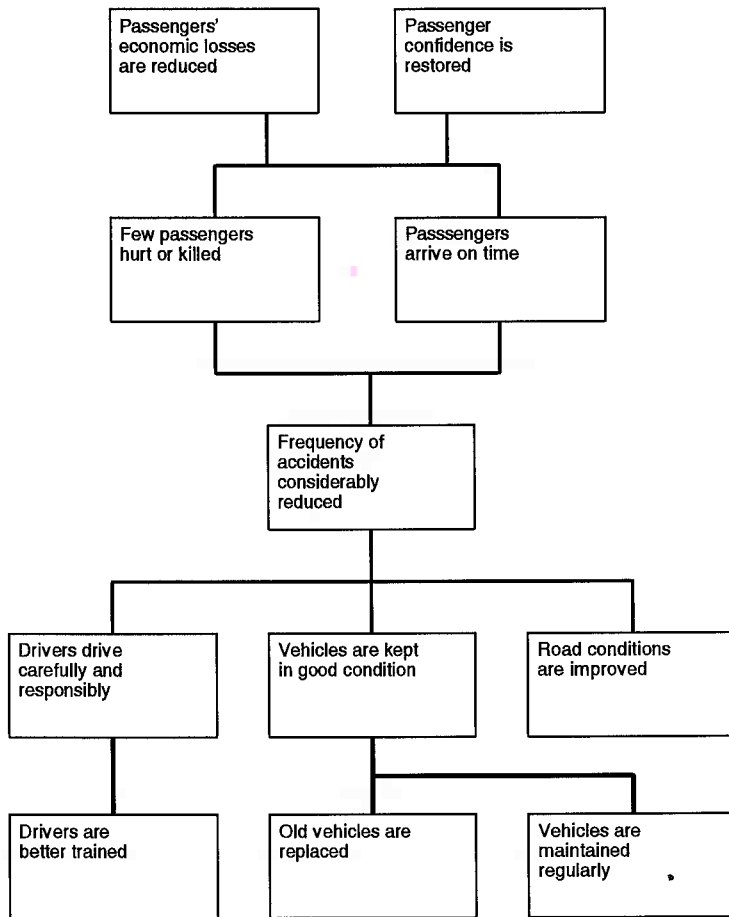 Passengers'
economic losses
are reduced
Passenger
confidence is
restored
Few passengers
hurt or killed
Passsengers
arrive on time
Frequency of
accidents
considerably
reduced
Drivers drive
carefully and
responsibly
Vehicles are kept
in good condition
Road conditions
are improved
Drivers are
better trained
Old vehicles are
replaced
Vehicles are
maintained
regularly